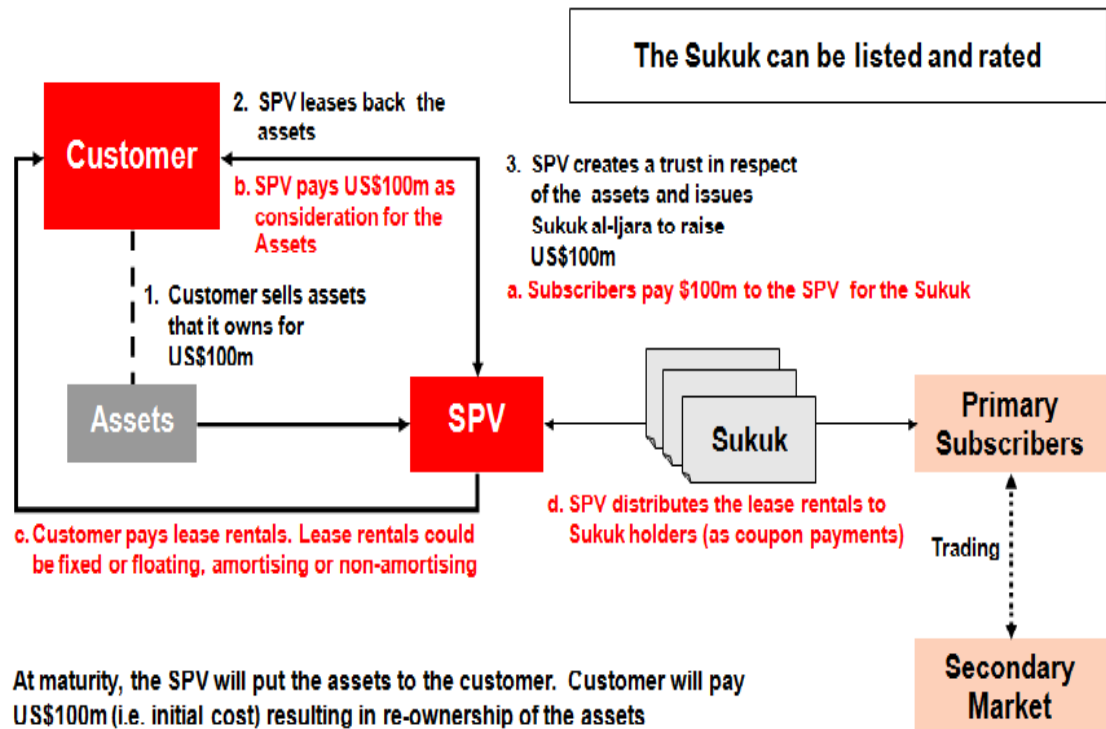 The Sukuk can be listed and rated
Customer
2. SPV leases back the
assets
b. SPV pays US$100m as
consideration for the
Assets
3. SPV creates a trust in respect
of the assets and issues
Sukuk al-Ijara to raise
US$100m
a. Subscribers pay $100m to the SPV for the Sukuk
1. Customer sells assets
that it owns for
US$100m
Assets
SPV
Sukuk
Primary
Subscribers
c. Customer pays lease rentals. Lease rentals could
be fixed or floating, amortising or non-amortising
d. SPV distributes the lease rentals to
Sukuk holders (as coupon payments)
Trading
At maturity, the SPV will put the assets to the customer. Customer will pay
US$100m (i.e. initial cost) resulting in re-ownership of the assets
Secondary
Market